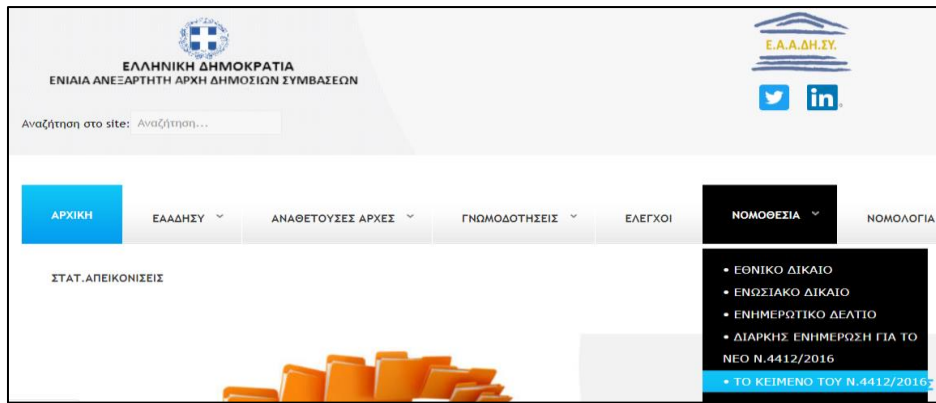 ΕΛΛΗΝΙΚΗ ΔΗΜΟΚΡΑΤΙΑ
ΕΝΙΑΙΑ ΑΝΕΞΑΡΤΗΤΗ ΑΡΧΗ ΔΗΜΟΣΙΩΝ ΣΥΜΒΑΣΕΩΝ
Ε.Α.Α.ΔΗ.ΣΥ.
in
Αναζήτηση στο site: Αναζήτηση...
ΑΡΧΙΚΗ ΕΑΑΔΗΣΥ ΑΝΑΘΕΤΟΥΣΕΣ ΑΡΧΕΣ ΓΝΩΜΟΔΟΤΗΣΕΙΣ ΕΛΕΓΧΟΙ ΝΟΜΟΘΕΣΙΑ ΝΟΜΟΛΟΓΙΑ
ΣΤΑΤ.ΑΠΕΙΚΟΝΙΣΕΙΣ
• ΕΘΝΙΚΟ ΔΙΚΑΙΟ
• ΕΝΩΣΙΑΚΟ ΔΙΚΑΙΟ
• ΕΝΗΜΕΡΩΤΙΚΟ ΔΕΛΤΙΟ
• ΔΙΑΡΚΗΣ ΕΝΗΜΕΡΩΣΗ ΓΙΑ ΤΟ
ΝΕΟ Ν.4412/2016
• ΤΟ ΚΕΙΜΕΝΟ ΤΟΥ Ν.4412/2016